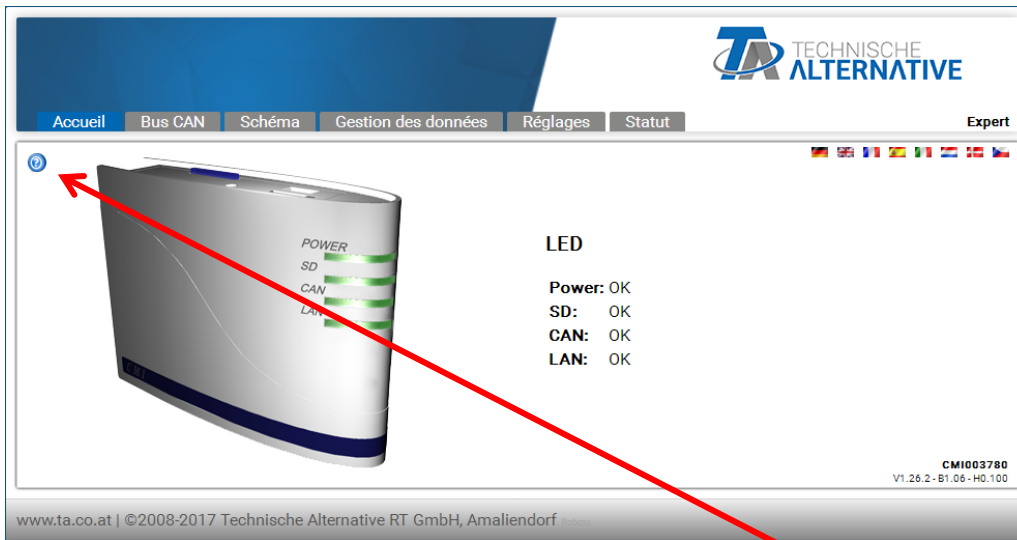 TECHNISCHE
ALTERNATIVE
Accueil Bus CAN Schéma Gestion des données Réglages Statut Expert
POWER
SD
CAN
LAN
CMI
LED
Power: OK
SD: OK
CAN: OK
LAN: OK
CMI003780
V1.26.2 - B1.06 - H0.100
www.ta.co.at | ©2008-2017 Technische Alternative RT GmbH, Amaliendorf